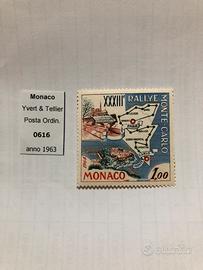 Monaco
Yvert & Tellier
Posta Ordin.
0616
anno 1963
XXXIII° RALLYE
MONTE-CARLO
MONACO
1,00